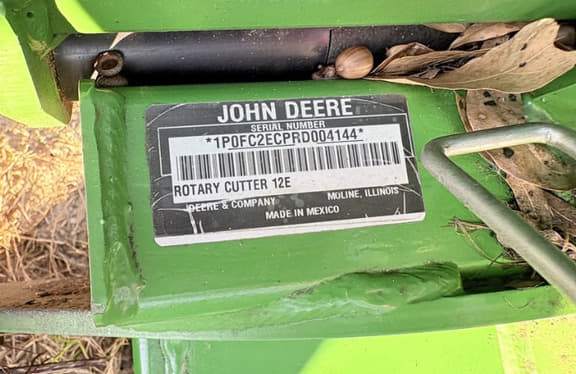 JOHN DEERE
SERIAL NUMBER
*1P0FC2ECPRD004144*
ROTARY CUTTER 12E
DEERE & COMPANY MOLINE, ILLINOIS
MADE IN MEXICO